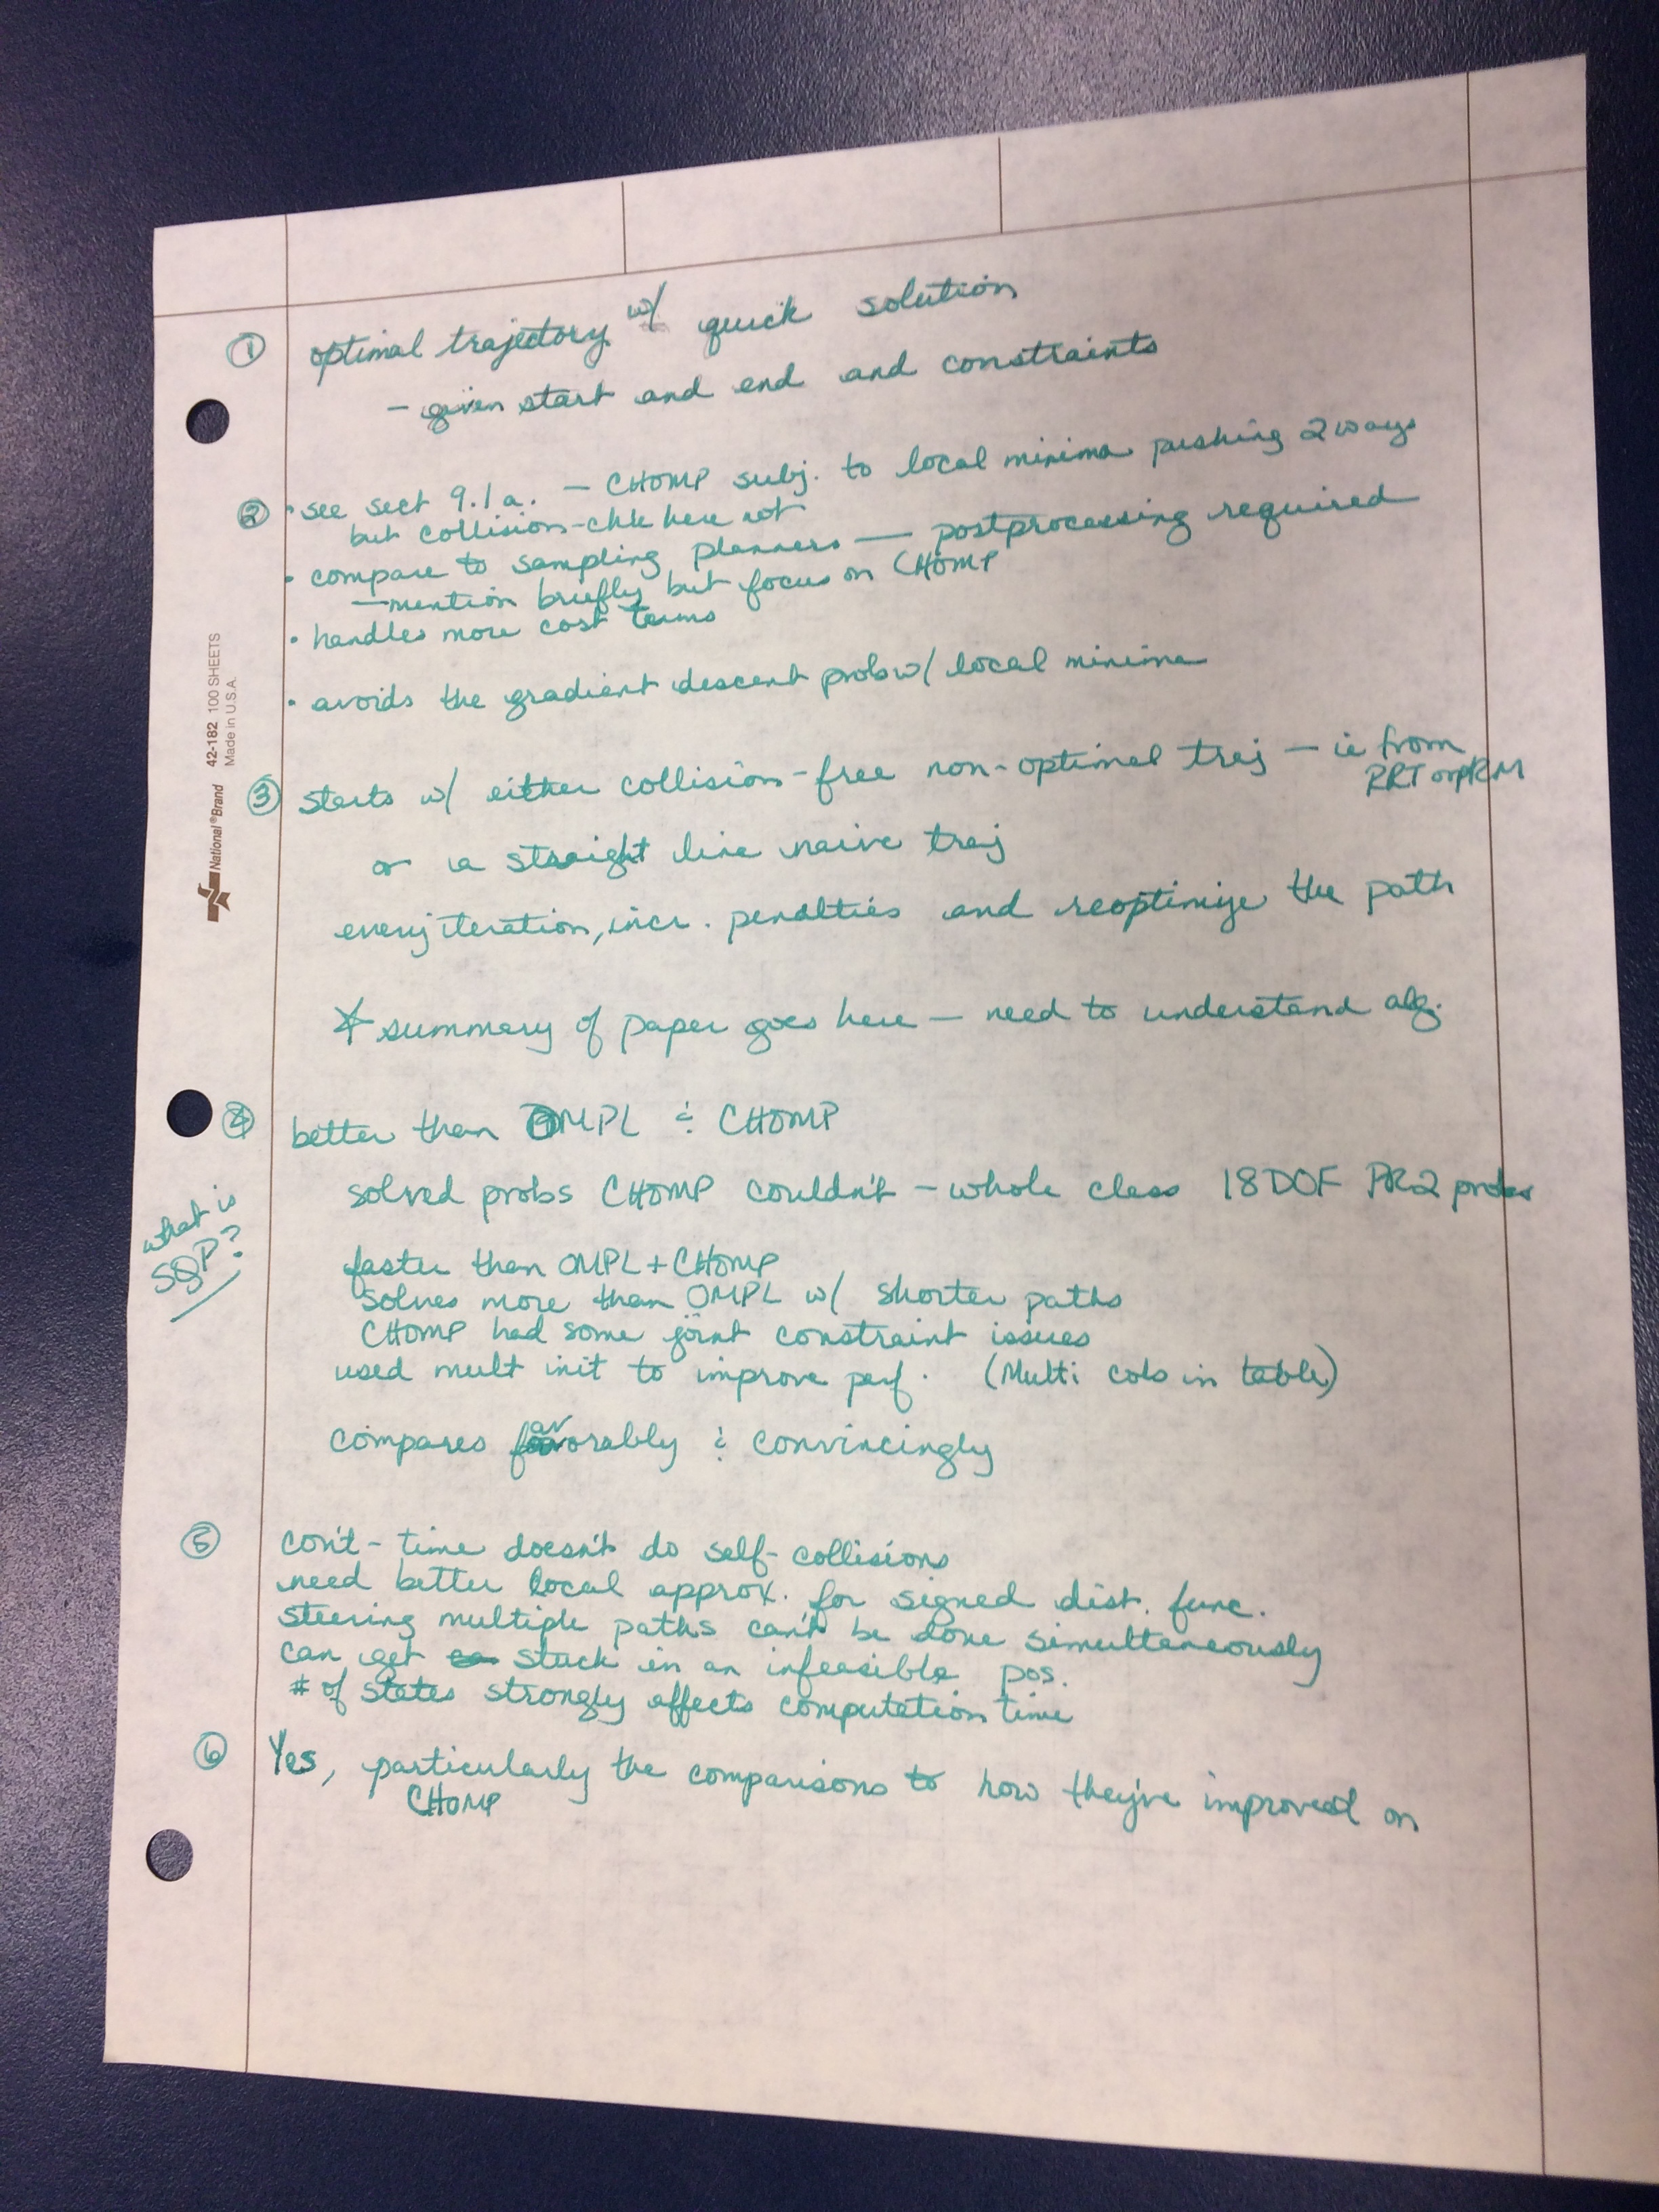 ① optimal trajectory w/ quick solution
- given start and end and constraints
② • see sect 9.1a. — CHOMP subj. to local minima pushing 2 ways
but collision-chk here not
• compare to sampling planners — postprocessing required
— mention briefly but focus on CHOMP
• handles more cost terms
• avoids the gradient descent prob w/ local minima
③ starts w/ either collision-free non-optimal traj — ie from
RRT or pRM
or a straight line naive traj
every iteration, incr. penalties and reoptimize the path
* summary of paper goes here — need to understand alg.
④ better than OMPL & CHOMP
solved probs CHOMP couldn't - whole class 18DOF PR2 probs
what is
SQP?
faster than OMPL + CHOMP
solves more than OMPL w/ shorter paths
CHOMP had some joint constraint issues
used mult init to improve perf. (Multi cols in table)
compares favorably & convincingly
⑤ con't-time doesn't do self-collisions
need better local approx. for signed dist. func.
steering multiple paths can't be done simultaneously
can get stuck in an infeasible pos.
# of states strongly affects computation time
⑥ Yes, particularly the comparisons to how they've improved on
CHOMP
National® Brand 42-182 100 SHEETS
Made in U.S.A.